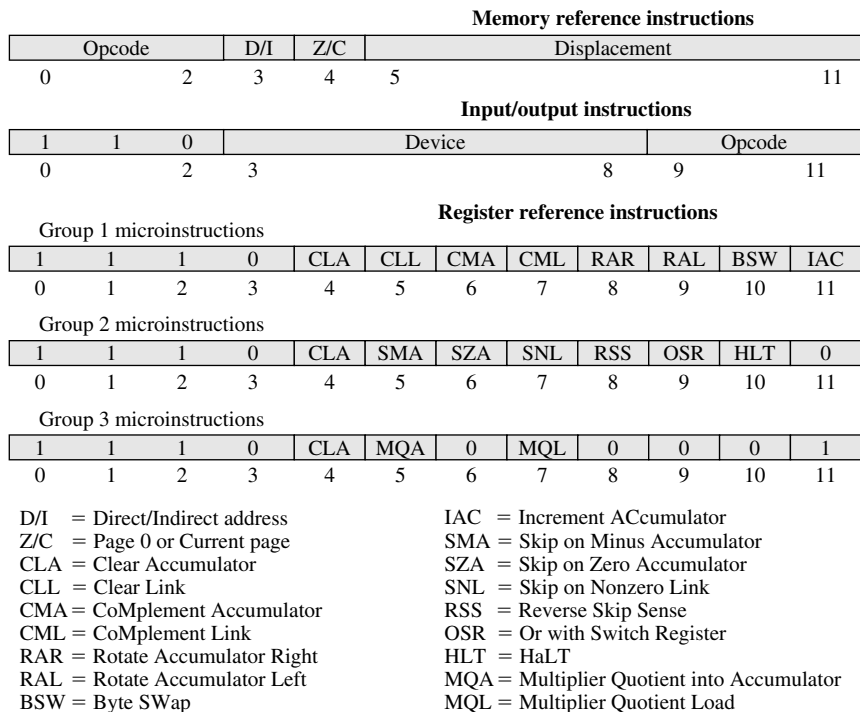 Memory reference instructions
Opcode D/I Z/C Displacement
0 2 3 4 5 11
Input/output instructions
1 1 0 Device Opcode
0 2 3 8 9 11
Register reference instructions
Group 1 microinstructions
1 1 1 0 CLA CLL CMA CML RAR RAL BSW IAC
0 1 2 3 4 5 6 7 8 9 10 11
Group 2 microinstructions
1 1 1 0 CLA SMA SZA SNL RSS OSR HLT 0
0 1 2 3 4 5 6 7 8 9 10 11
Group 3 microinstructions
1 1 1 0 CLA MQA 0 MQL 0 0 0 1
0 1 2 3 4 5 6 7 8 9 10 11
D/I = Direct/Indirect address
Z/C = Page 0 or Current page
CLA = Clear Accumulator
CLL = Clear Link
CMA = CoMplement Accumulator
CML = CoMplement Link
RAR = Rotate Accumulator Right
RAL = Rotate Accumulator Left
BSW = Byte SWap
IAC = Increment ACcumulator
SMA = Skip on Minus Accumulator
SZA = Skip on Zero Accumulator
SNL = Skip on Nonzero Link
RSS = Reverse Skip Sense
OSR = Or with Switch Register
HLT = HaLT
MQA = Multiplier Quotient into Accumulator
MQL = Multiplier Quotient Load